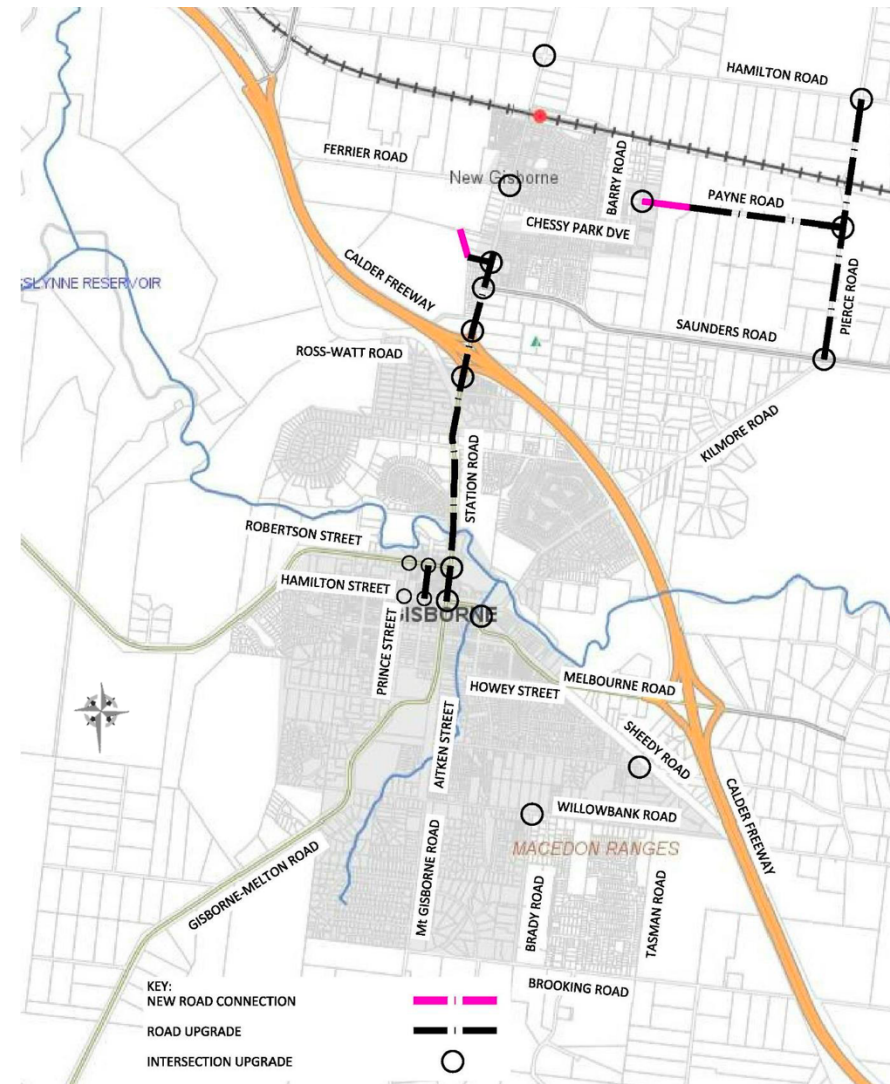 HAMILTON ROAD
FERRIER ROAD
New Gisborne
BARRY ROAD
PAYNE ROAD
CHESSY PARK DVE
SLYNNE RESERVOIR
CALDER FREEWAY
PIERCE ROAD
SAUNDERS ROAD
ROSS-WATT ROAD
KILMORE ROAD
STATION ROAD
ROBERTSON STREET
HAMILTON STREET
ISBORNE
PRINCE STREET
MELBOURNE ROAD
HOWEY STREET
AITKEN STREET
SHEEDY ROAD
WILLOWBANK ROAD
CALDER FREEWAY
MACEDON RANGES
GISBORNE-MELTON ROAD
Mt GISBORNE ROAD
BRADY ROAD
TASMAN ROAD
BROOKING ROAD
KEY:
NEW ROAD CONNECTION
ROAD UPGRADE
INTERSECTION UPGRADE